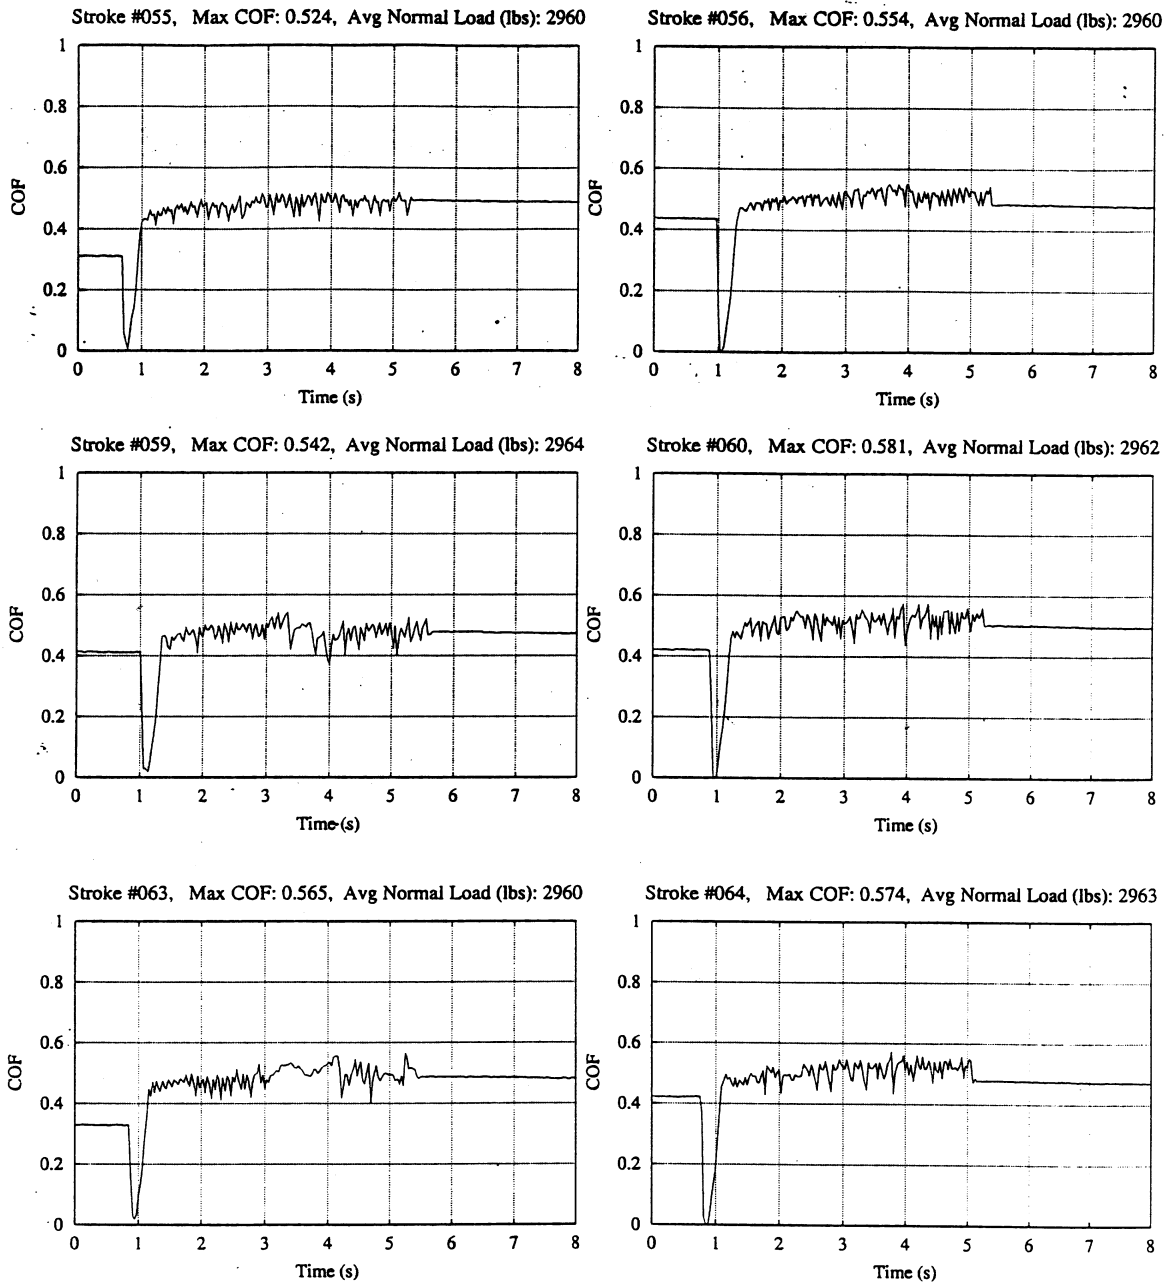 Stroke #055, Max COF: 0.524, Avg Normal Load (lbs): 2960
1
0.8
0.6
0.4
0.2
0
COF
0 1 2 3 4 5 6 7 8
Time (s)
Stroke #056, Max COF: 0.554, Avg Normal Load (lbs): 2960
1
0.8
0.6
0.4
0.2
0
COF
0 1 2 3 4 5 6 7 8
Time (s)
Stroke #059, Max COF: 0.542, Avg Normal Load (lbs): 2964
1
0.8
0.6
0.4
0.2
0
COF
0 1 2 3 4 5 6 7 8
Time (s)
Stroke #060, Max COF: 0.581, Avg Normal Load (lbs): 2962
1
0.8
0.6
0.4
0.2
0
COF
0 1 2 3 4 5 6 7 8
Time (s)
Stroke #063, Max COF: 0.565, Avg Normal Load (lbs): 2960
1
0.8
0.6
0.4
0.2
0
COF
0 1 2 3 4 5 6 7 8
Time (s)
Stroke #064, Max COF: 0.574, Avg Normal Load (lbs): 2963
1
0.8
0.6
0.4
0.2
0
COF
0 1 2 3 4 5 6 7 8
Time (s)